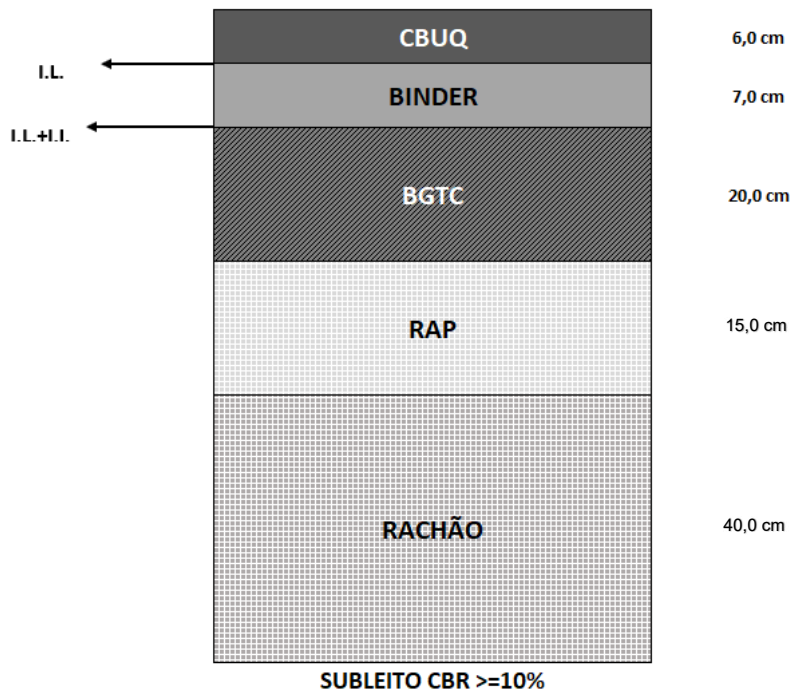 CBUQ 6,0 cm
I.L.
BINDER 7,0 cm
I.L.+I.I.
BGTC 20,0 cm
RAP 15,0 cm
RACHÃO 40,0 cm
SUBLEITO CBR >=10%